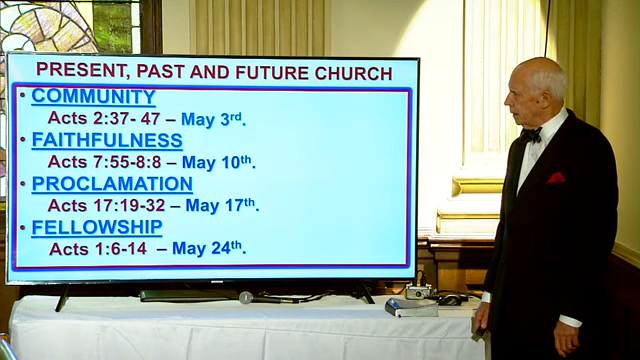 PRESENT, PAST AND FUTURE CHURCH
• COMMUNITY
Acts 2:37- 47 – May 3rd.
• FAITHFULNESS
Acts 7:55-8:8 – May 10th.
• PROCLAMATION
Acts 17:19-32 – May 17th.
• FELLOWSHIP
Acts 1:6-14 – May 24th.